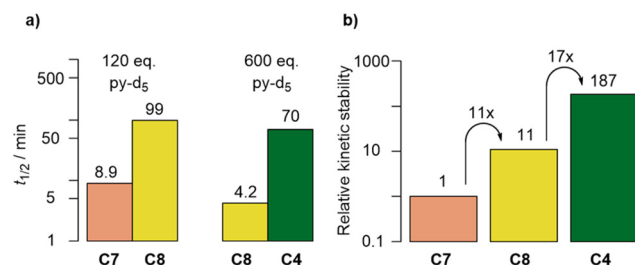 a)
120 eq.
py-d5
600 eq.
py-d5
t1/2 / min
500
50
5
1
8.9
99
4.2
70
C7 C8 C8 C4
b)
Relative kinetic stability
1000
10
0.1
11x
17x
1
11
187
C7 C8 C4